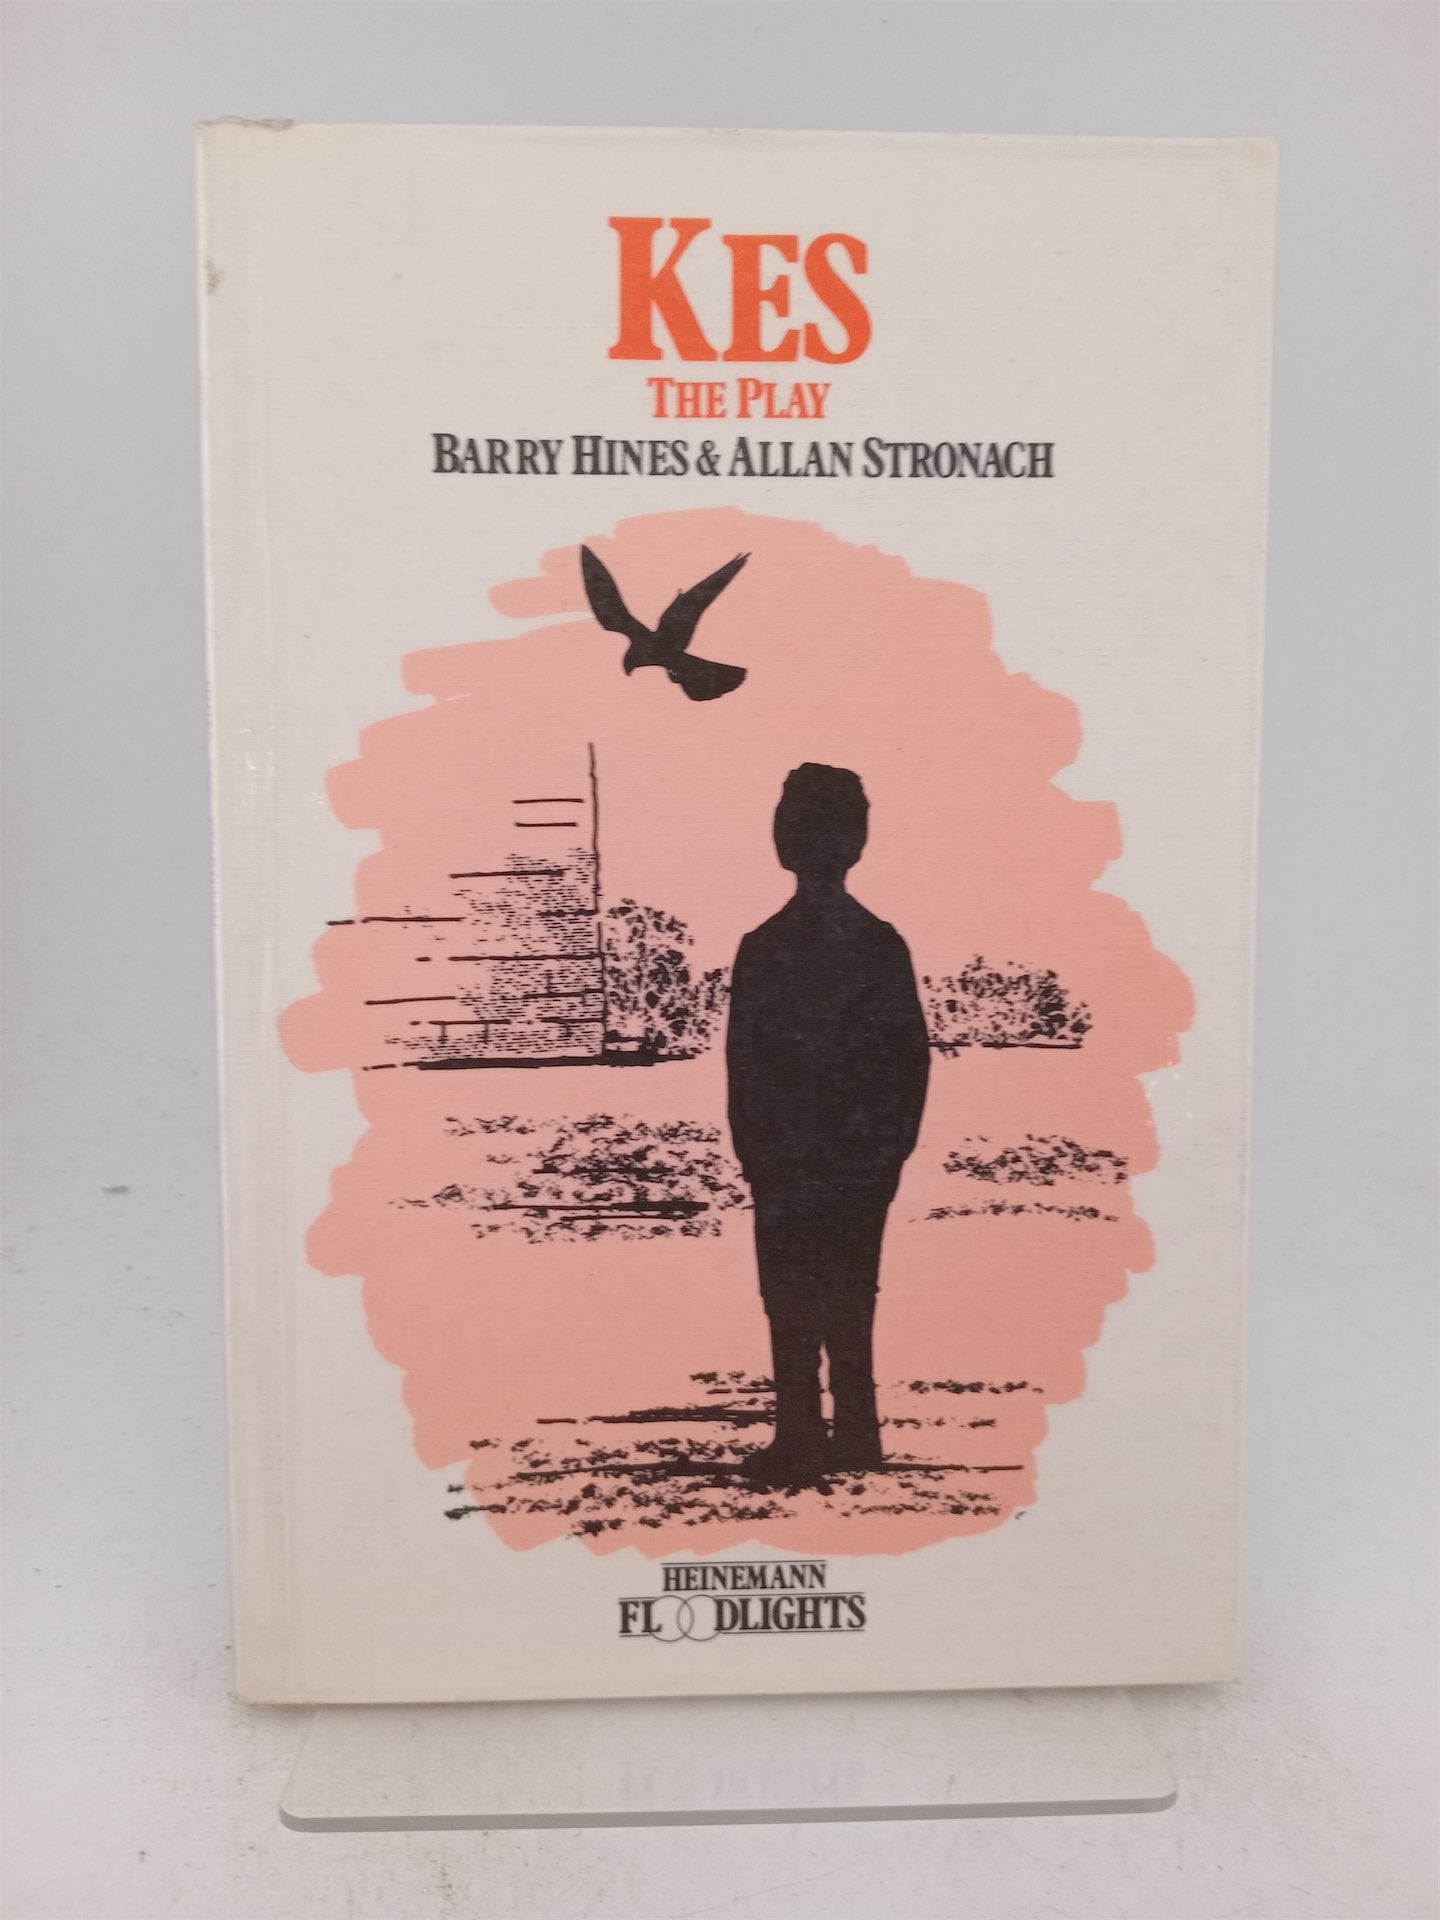 KES
THE PLAY
BARRY HINES & ALLAN STRONACH
HEINEMANN
FLOODLIGHTS